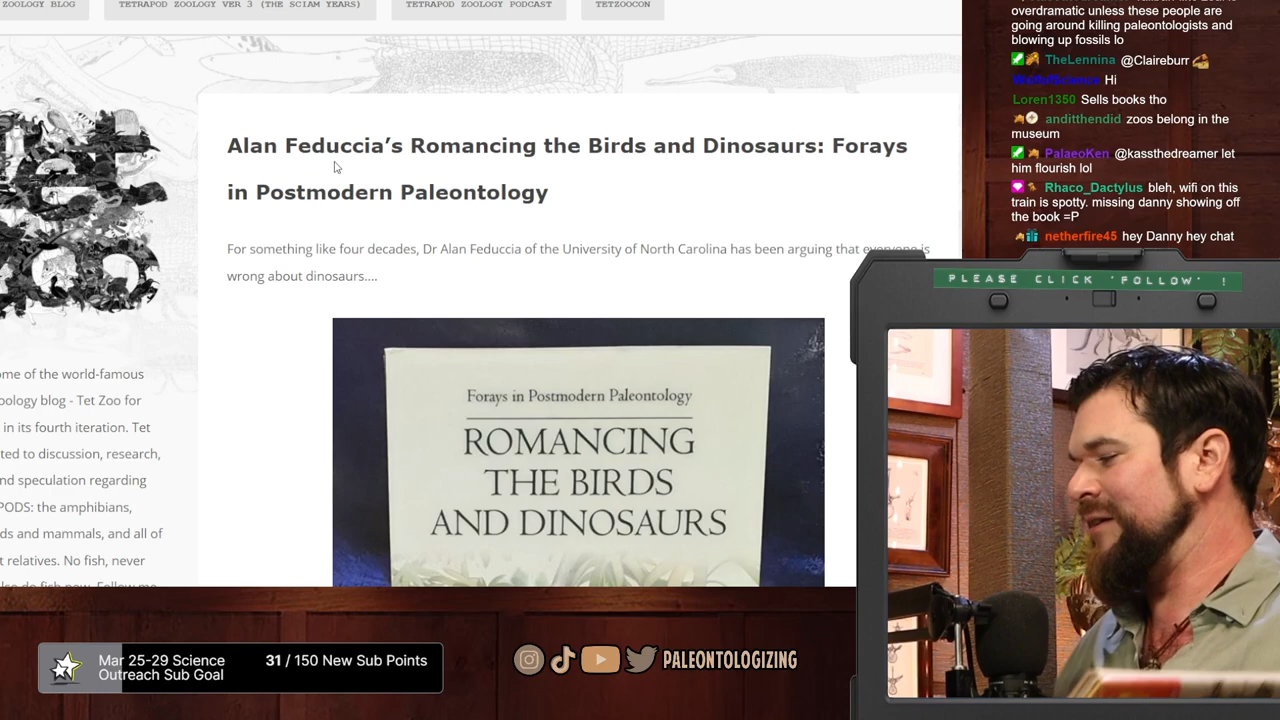 ZOOLOGY BLOG
TETRAPOD ZOOLOGY VER 3 (THE SCIAM YEARS)
TETRAPOD ZOOLOGY PODCAST
TETZOOCON
Alan Feduccia’s Romancing the Birds and Dinosaurs: Forays
in Postmodern Paleontology
For something like four decades, Dr Alan Feduccia of the University of North Carolina has been arguing that everyone is
wrong about dinosaurs….
Forays in Postmodern Paleontology
ROMANCING
THE BIRDS
AND DINOSAURS
ome of the world-famous
oology blog - Tet Zoo for
in its fourth iteration. Tet
ted to discussion, research,
nd speculation regarding
PODS: the amphibians,
ds and mammals, and all of
t relatives. No fish, never
overdramatic unless these people are
going around killing paleontologists and
blowing up fossils lo
TheLennina @Claireburr
Hi
Loren1350 Sells books tho
anditthendid zoos belong in the
museum
PalaeoKen @kassthedreamer let
him flourish lol
Rhaco_Dactylus bleh, wifi on this
train is spotty. missing danny showing off
the book =P
netherfire45 hey Danny hey chat
PLEASE CLICK 'FOLLOW' !
Mar 25-29 Science
Outreach Sub Goal
31 / 150 New Sub Points
PALEONTOLOGIZING